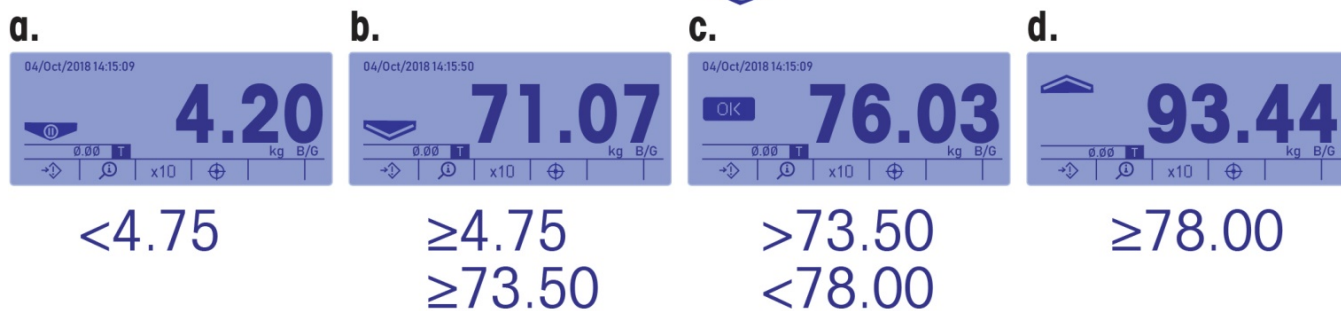 a.
04/Oct/2018 14:15:09
4.20
0.00 T
kg B/G
x10
<4.75
b.
04/Oct/2018 14:15:50
71.07
0.00 T
kg B/G
x10
≥4.75
≥73.50
c.
04/Oct/2018 14:15:09
OK
76.03
0.00 T
kg B/G
x10
>73.50
<78.00
d.
93.44
0.00 T
kg B/G
x10
≥78.00